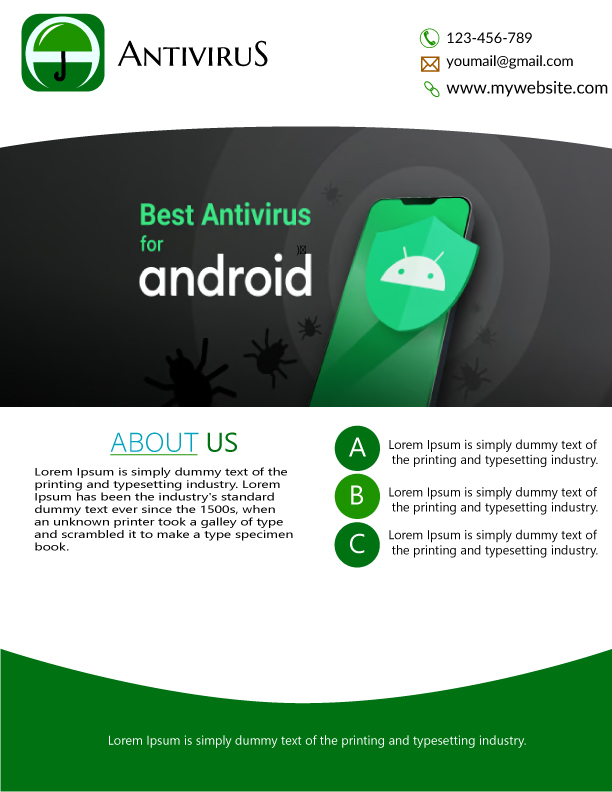 ANTIVIRUS
123-456-789
youmail@gmail.com
www.mywebsite.com
Best Antivirus
for
android
ABOUT US
Lorem Ipsum is simply dummy text of the
printing and typesetting industry. Lorem
Ipsum has been the industry's standard
dummy text ever since the 1500s, when
an unknown printer took a galley of type
and scrambled it to make a type specimen
book.
A
Lorem Ipsum is simply dummy text of
the printing and typesetting industry.
B
Lorem Ipsum is simply dummy text of
the printing and typesetting industry.
C
Lorem Ipsum is simply dummy text of
the printing and typesetting industry.
Lorem Ipsum is simply dummy text of the printing and typesetting industry.